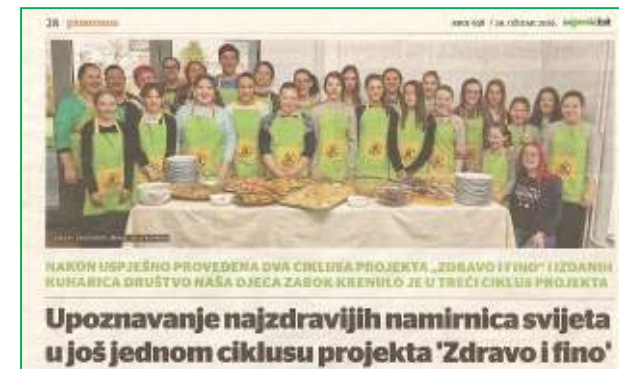 28
NAKON USPJEŠNO PROVEDENA DVA CIKLUSA PROJEKTA „ZDRAVO I FINO“ I IZDANIH
KUHARICA DRUŠTVO NAŠA DJECA ZABOK KRENULO JE U TREĆI CIKLUS PROJEKTA
Upoznavanje najzdravijih namirnica svijeta
u još jednom ciklusu projekta 'Zdravo i fino'